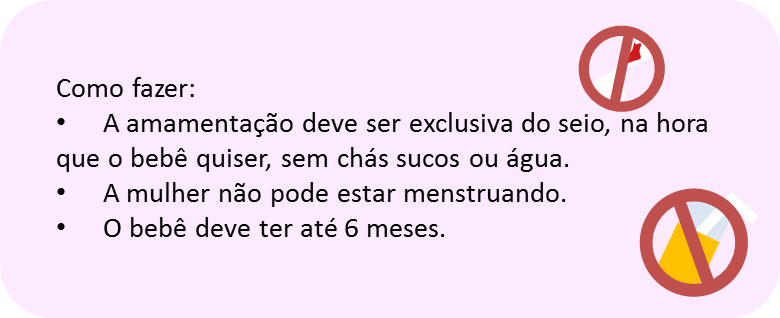 Como fazer:
• A amamentação deve ser exclusiva do seio, na hora
que o bebê quiser, sem chás sucos ou água.
• A mulher não pode estar menstruando.
• O bebê deve ter até 6 meses.